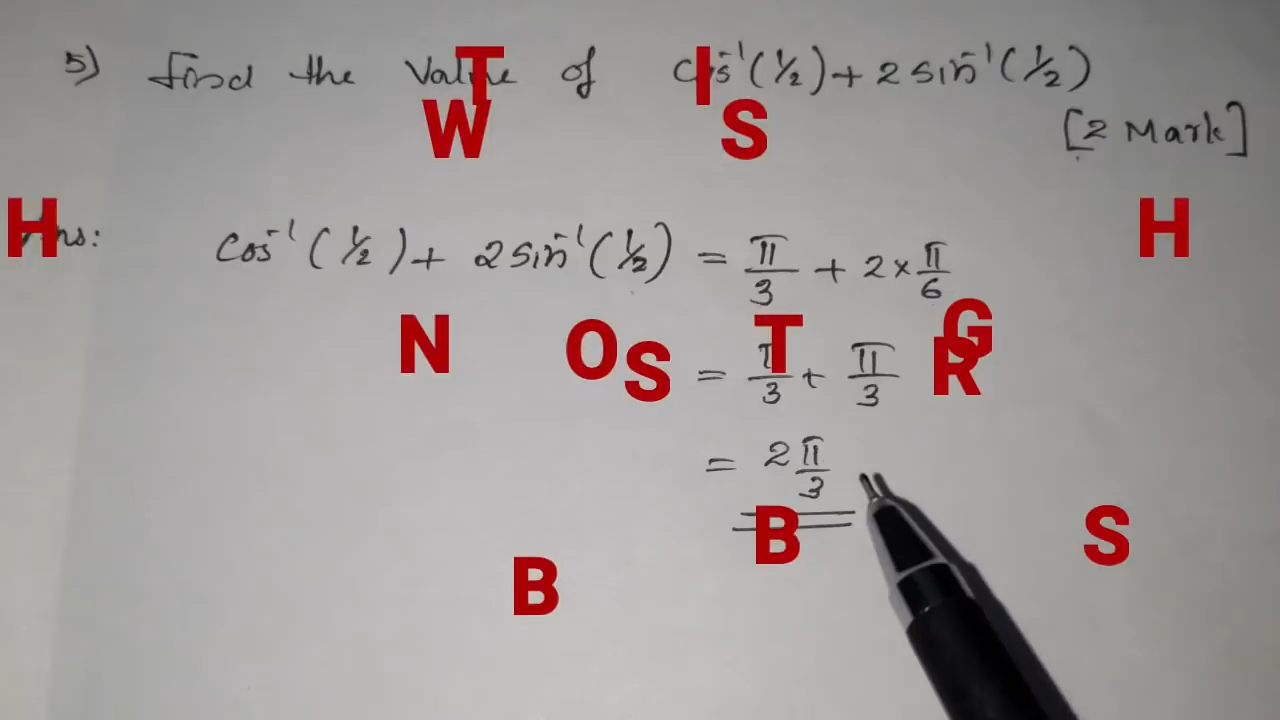 5) Find the Value of cos⁻¹(1/2) + 2 sin⁻¹(1/2)
[2 Mark]
Ans: cos⁻¹(1/2) + 2 sin⁻¹(1/2) = π/3 + 2 × π/6
= π/3 + π/3
= 2π/3
T I
W S
H H
N O S T G R
B S
B